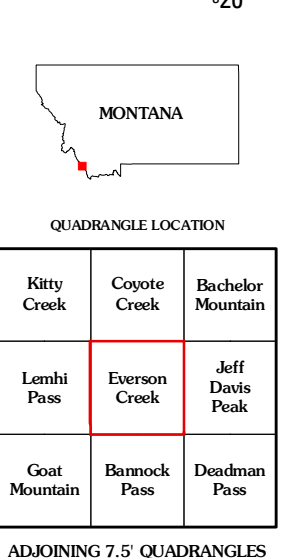 MONTANA
QUADRANGLE LOCATION
Kitty
Creek
Coyote
Creek
Bachelor
Mountain
Lemhi
Pass
Everson
Creek
Jeff
Davis
Peak
Goat
Mountain
Bannock
Pass
Deadman
Pass
ADJOINING 7.5' QUADRANGLES